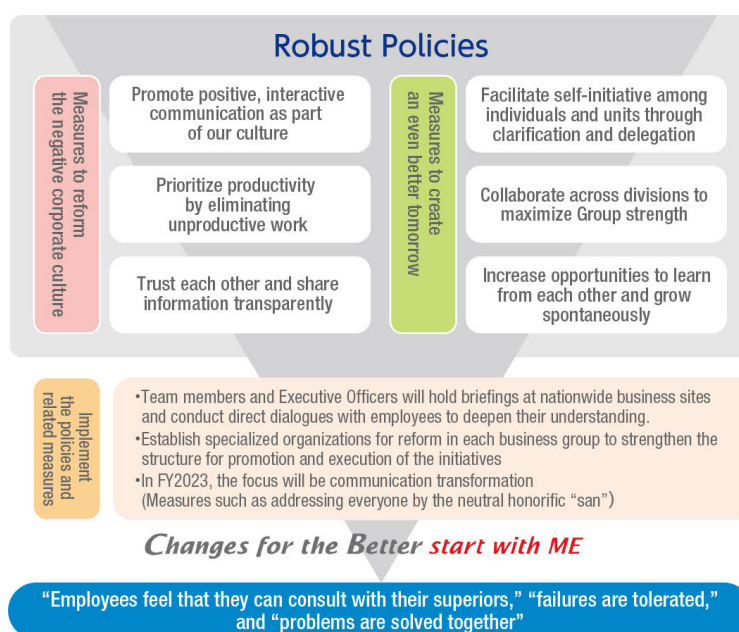 Robust Policies
Measures to reform
the negative corporate culture
Promote positive, interactive
communication as part
of our culture
Prioritize productivity
by eliminating
unproductive work
Trust each other and share
information transparently
Measures to create
an even better tomorrow
Facilitate self-initiative among
individuals and units through
clarification and delegation
Collaborate across divisions to
maximize Group strength
Increase opportunities to learn
from each other and grow
spontaneously
Implement
the policies and
related measures
•Team members and Executive Officers will hold briefings at nationwide business sites
and conduct direct dialogues with employees to deepen their understanding.
•Establish specialized organizations for reform in each business group to strengthen the
structure for promotion and execution of the initiatives
•In FY2023, the focus will be communication transformation
(Measures such as addressing everyone by the neutral honorific “san”)
Changes for the Better start with ME
“Employees feel that they can consult with their superiors,” “failures are tolerated,”
and “problems are solved together”